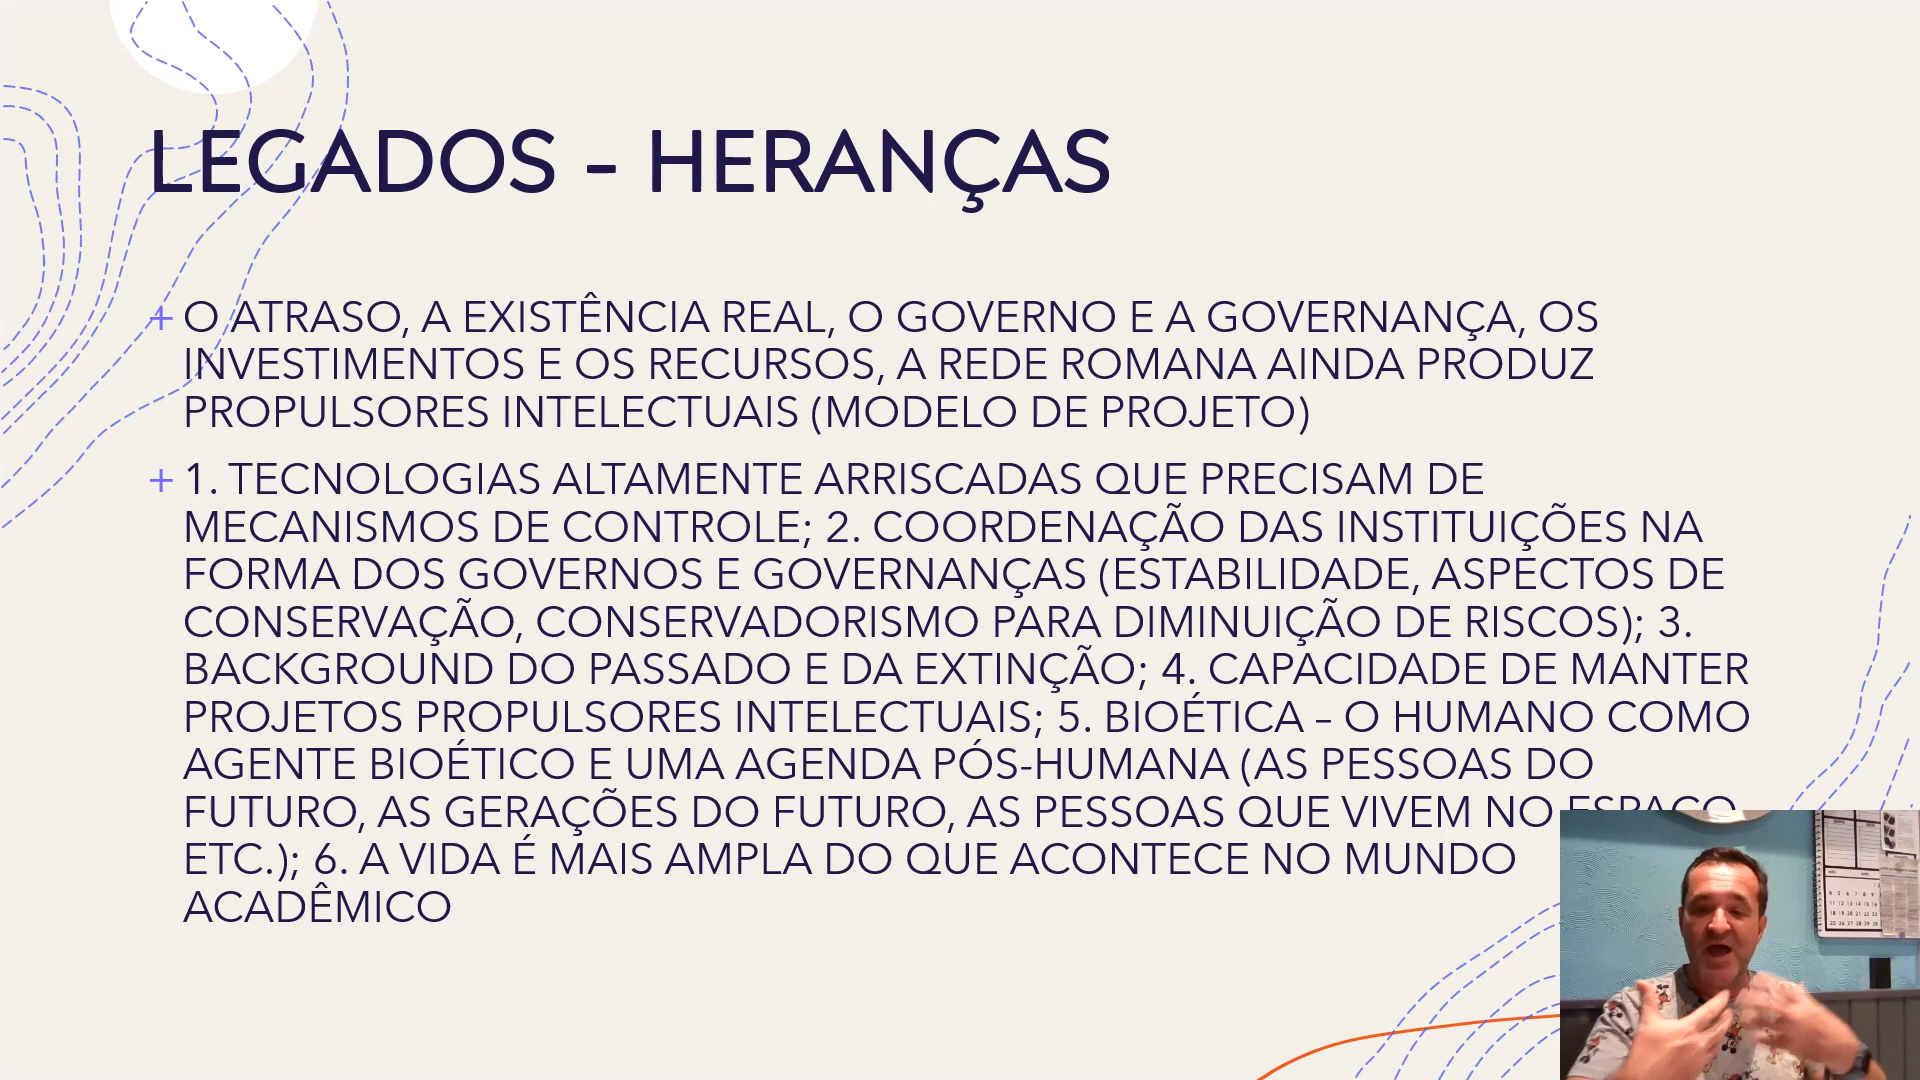 LEGADOS – HERANÇAS
+ O ATRASO, A EXISTÊNCIA REAL, O GOVERNO E A GOVERNANÇA, OS
INVESTIMENTOS E OS RECURSOS, A REDE ROMANA AINDA PRODUZ
PROPULSORES INTELECTUAIS (MODELO DE PROJETO)
+ 1. TECNOLOGIAS ALTAMENTE ARRISCADAS QUE PRECISAM DE
MECANISMOS DE CONTROLE; 2. COORDENAÇÃO DAS INSTITUIÇÕES NA
FORMA DOS GOVERNOS E GOVERNANÇAS (ESTABILIDADE, ASPECTOS DE
CONSERVAÇÃO, CONSERVADORISMO PARA DIMINUIÇÃO DE RISCOS); 3.
BACKGROUND DO PASSADO E DA EXTINÇÃO; 4. CAPACIDADE DE MANTER
PROJETOS PROPULSORES INTELECTUAIS; 5. BIOÉTICA – O HUMANO COMO
AGENTE BIOÉTICO E UMA AGENDA PÓS-HUMANA (AS PESSOAS DO
FUTURO, AS GERAÇÕES DO FUTURO, AS PESSOAS QUE VIVEM NO ESPAÇO
ETC.); 6. A VIDA É MAIS AMPLA DO QUE ACONTECE NO MUNDO
ACADÊMICO